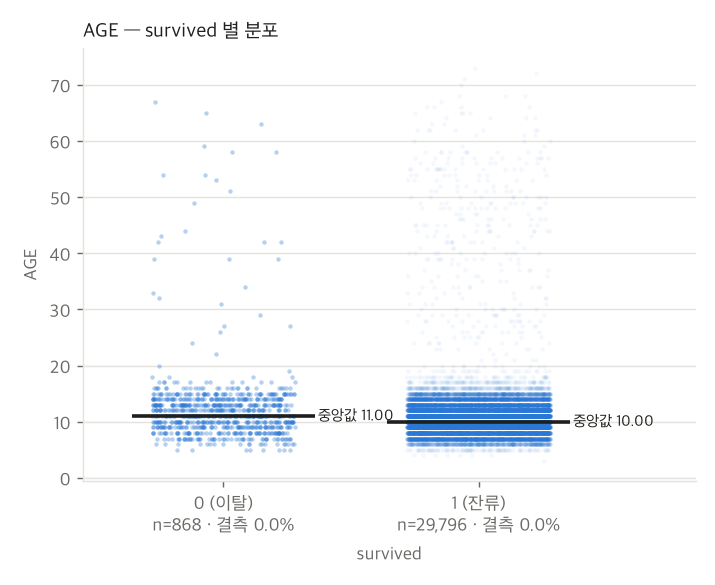 AGE — survived 별 분포
AGE
70
60
50
40
30
20
10
0
중앙값 11.00
중앙값 10.00
0 (이탈)
n=868 · 결측 0.0%
1 (잔류)
n=29,796 · 결측 0.0%
survived